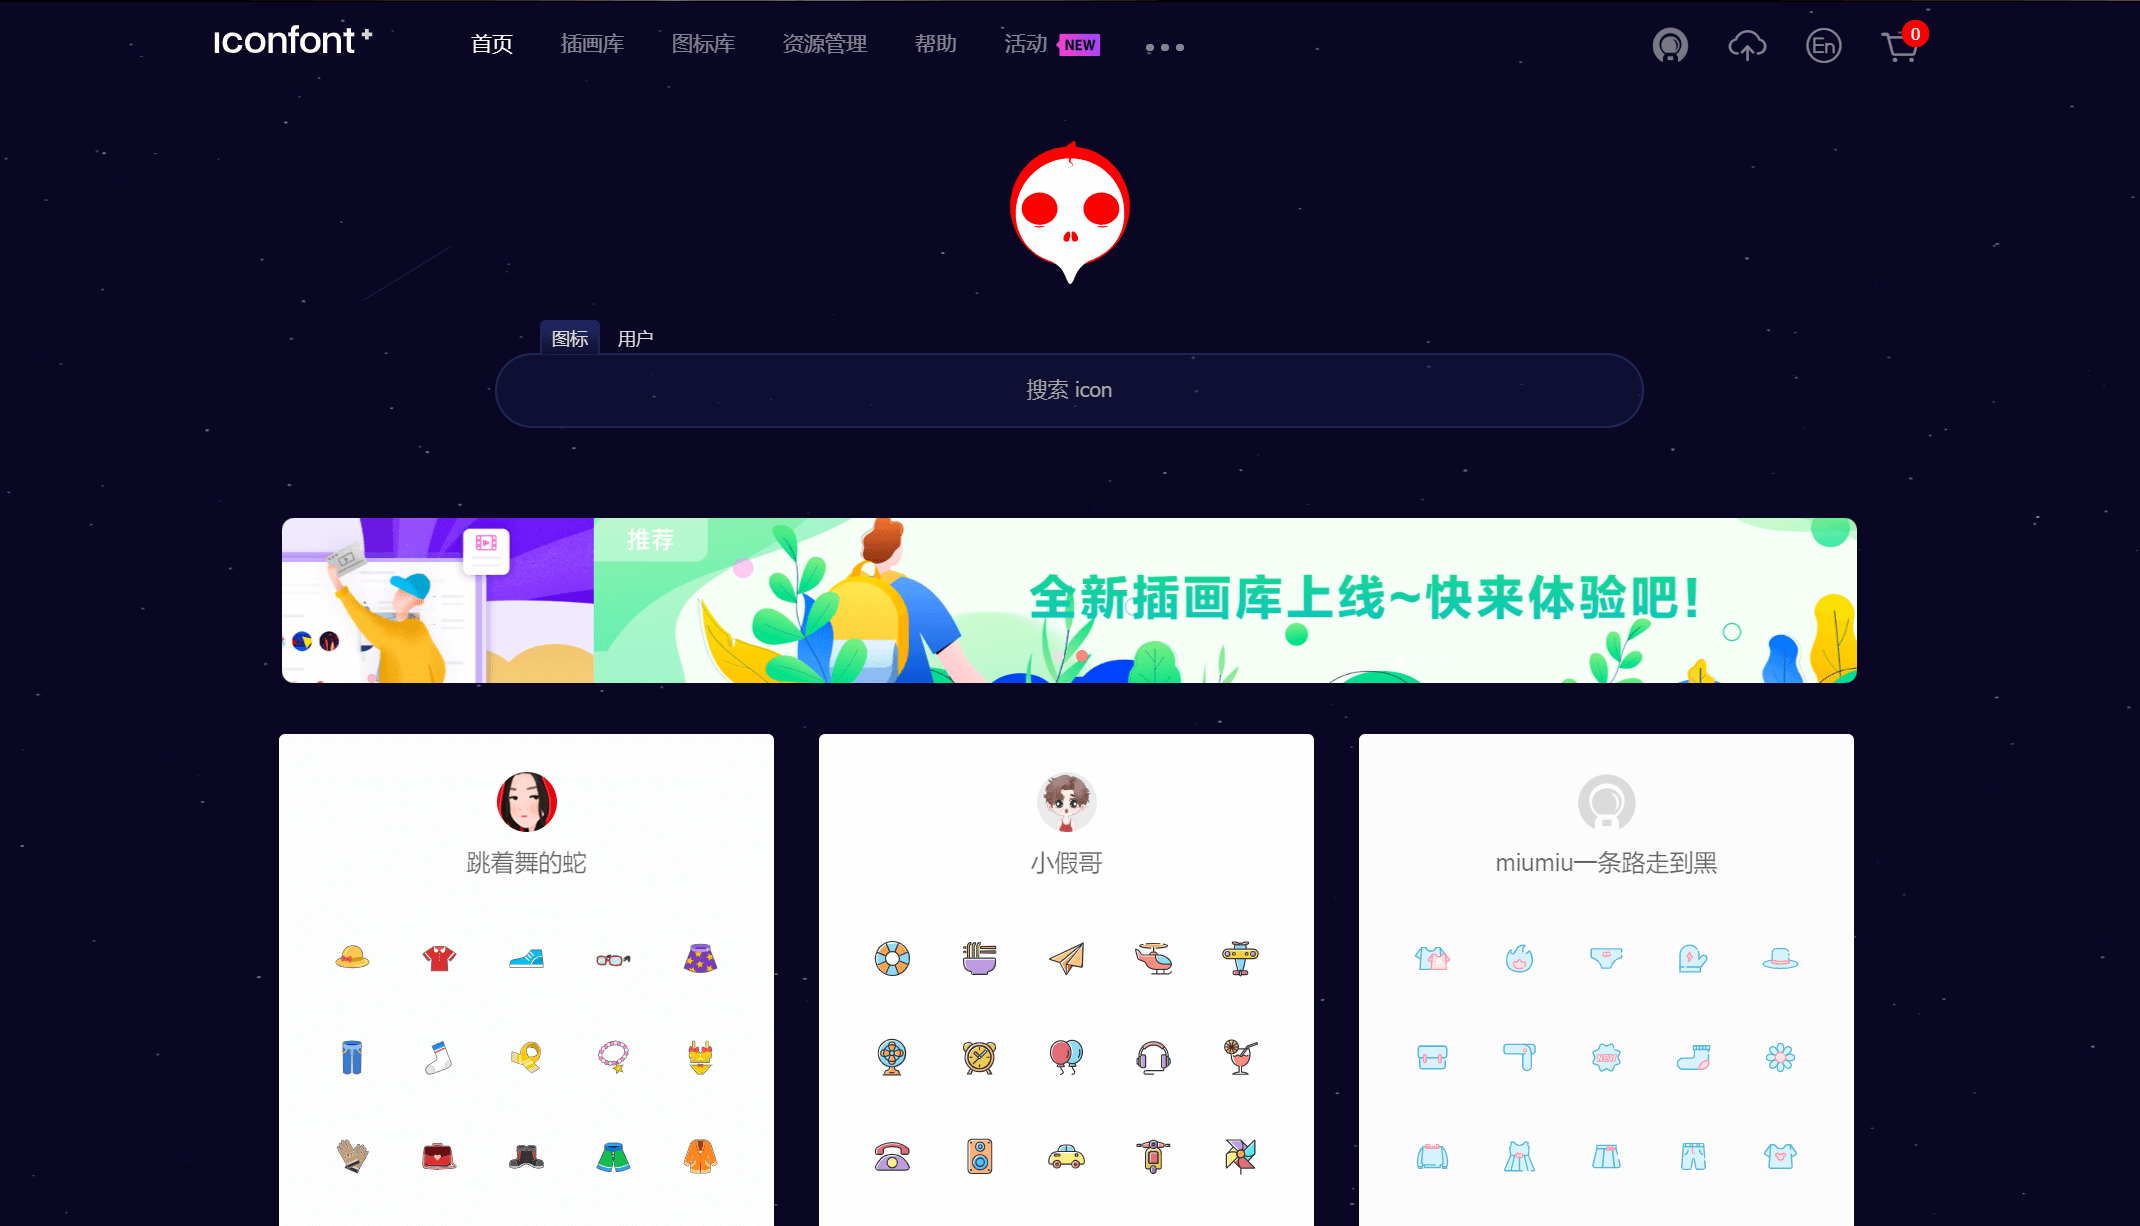 iconfont+
首页 插画库 图标库 资源管理 帮助 活动 NEW
En
0
图标 用户
搜索 icon
推荐
全新插画库上线~快来体验吧!
跳着舞的蛇
小假哥
miumiu一条路走到黑
NEW